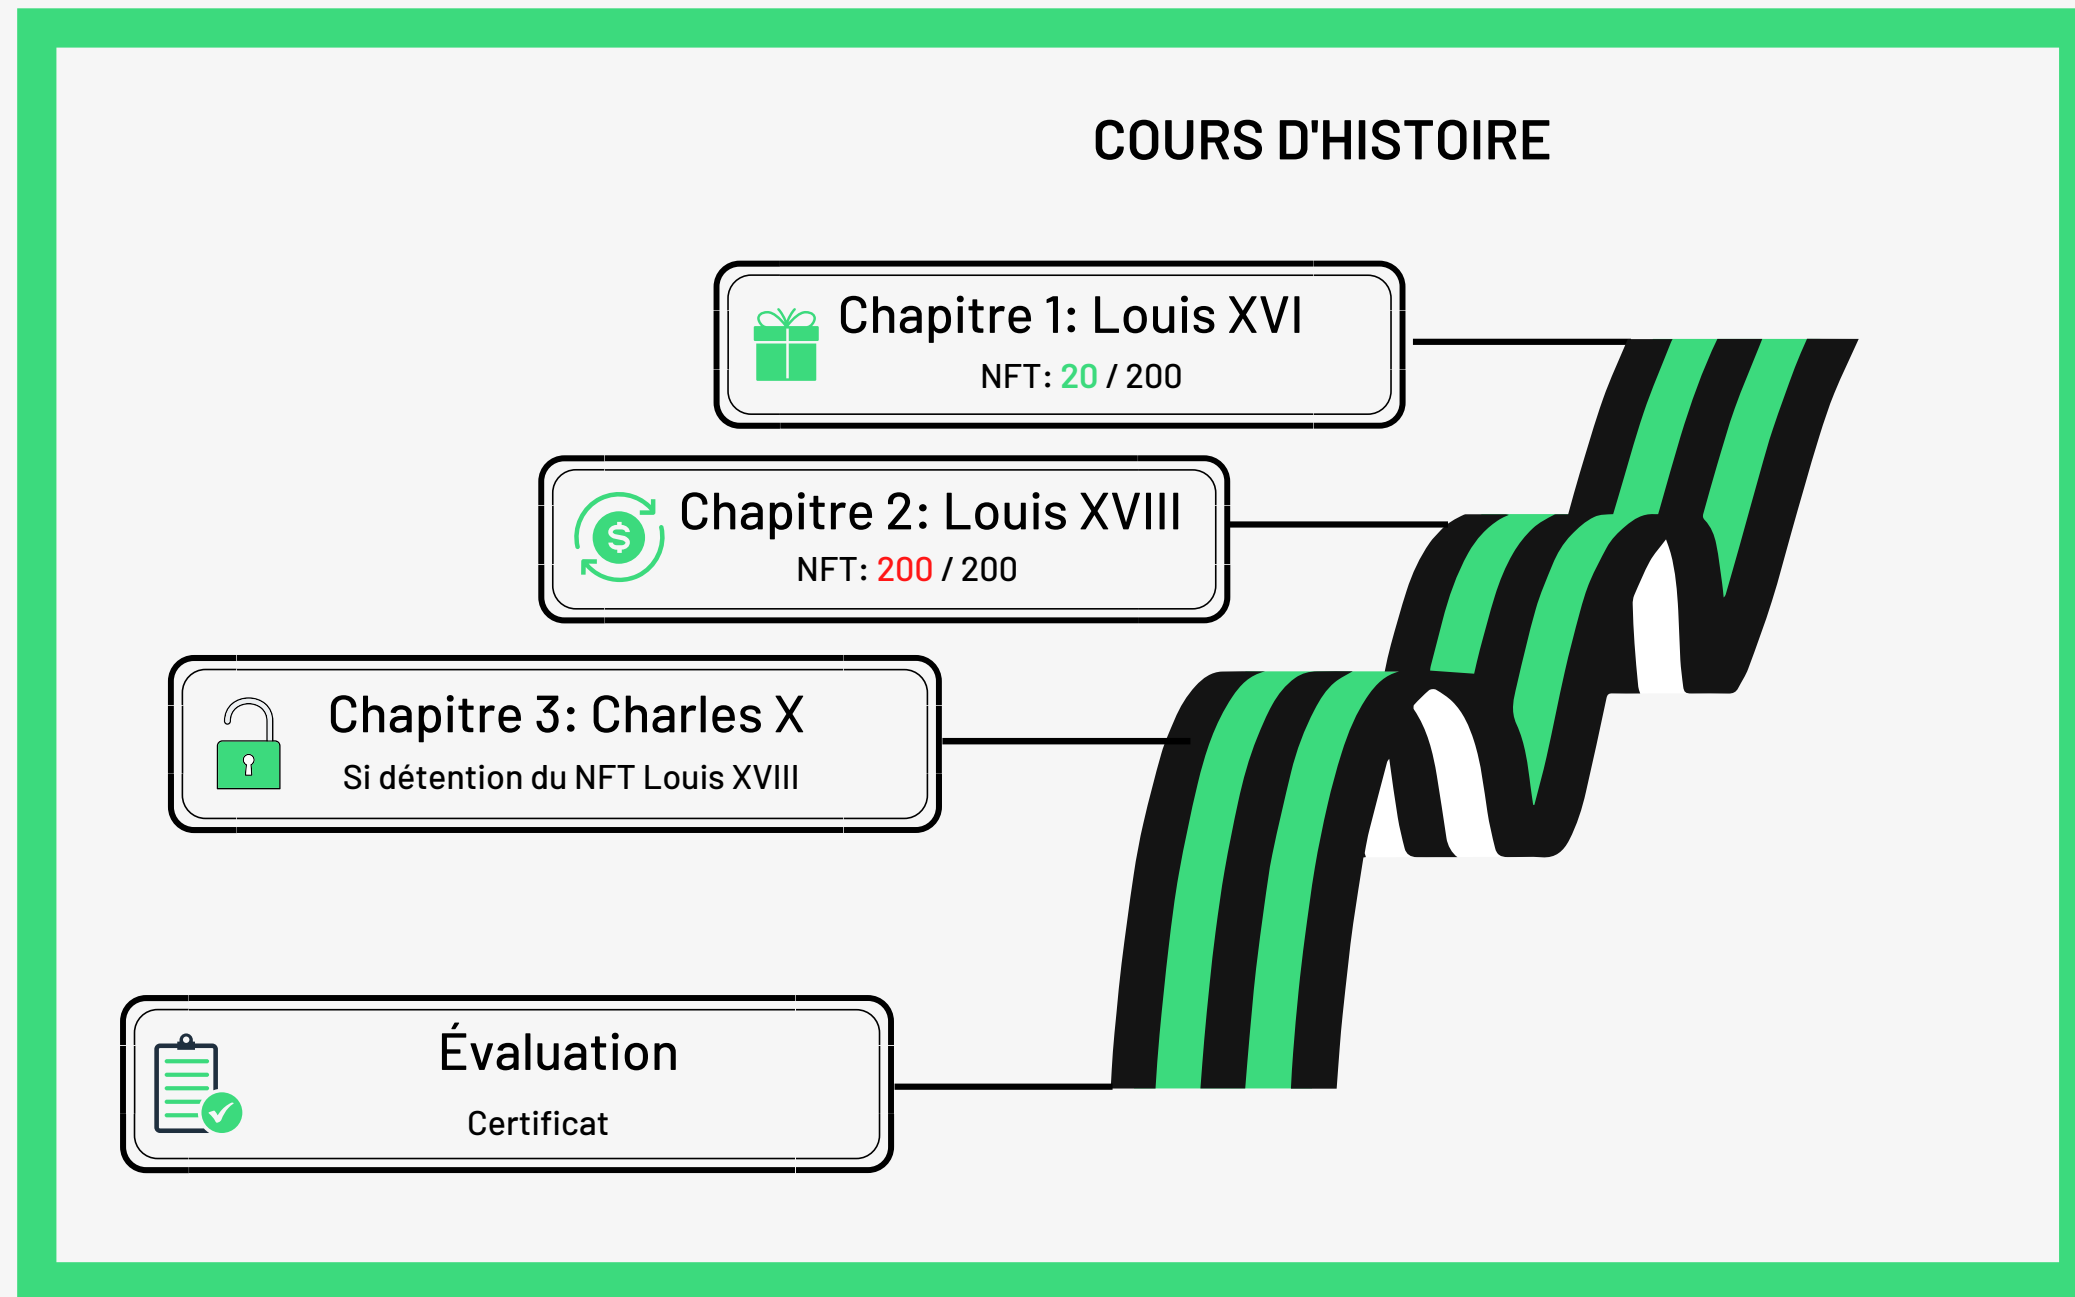 COURS D'HISTOIRE
Chapitre 1: Louis XVI
NFT: 20 / 200
Chapitre 2: Louis XVIII
NFT: 200 / 200
Chapitre 3: Charles X
Si détention du NFT Louis XVIII
Évaluation
Certificat